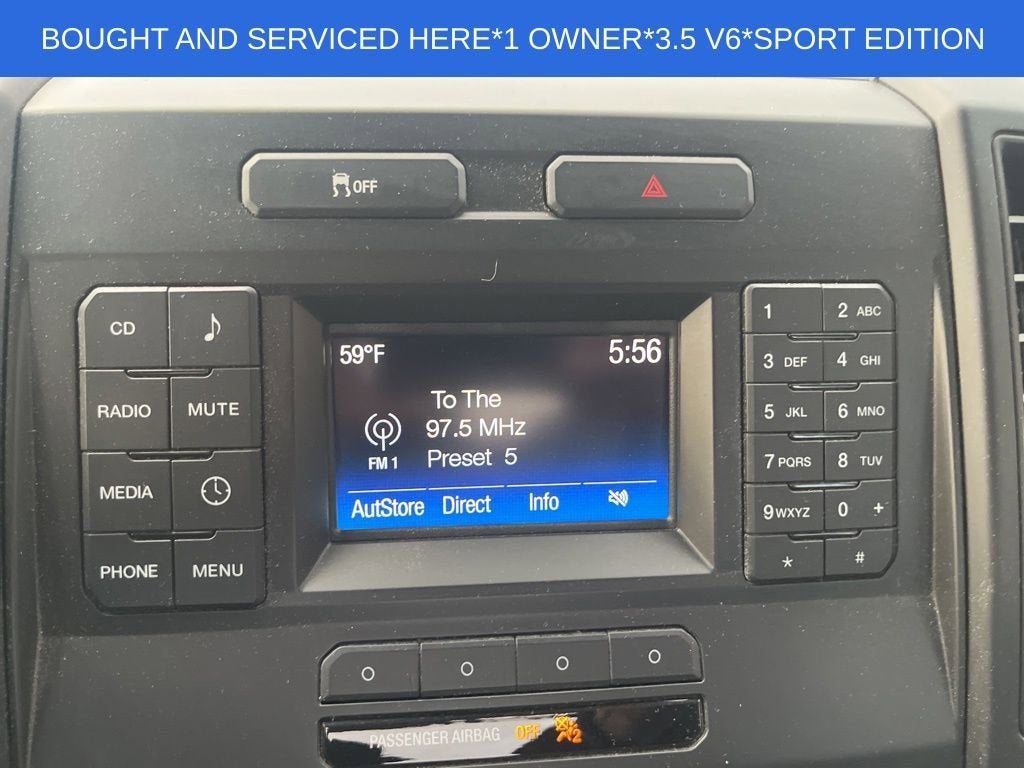 BOUGHT AND SERVICED HERE*1 OWNER*3.5 V6*SPORT EDITION
OFF
CD
RADIO MUTE
MEDIA
PHONE MENU
59°F 5:56
To The
97.5 MHz
FM1 Preset 5
AutStore Direct Info
1 2 ABC
3 DEF 4 GHI
5 JKL 6 MNO
7 PQRS 8 TUV
9 WXYZ 0 +
* #
PASSENGER AIRBAG OFF 2